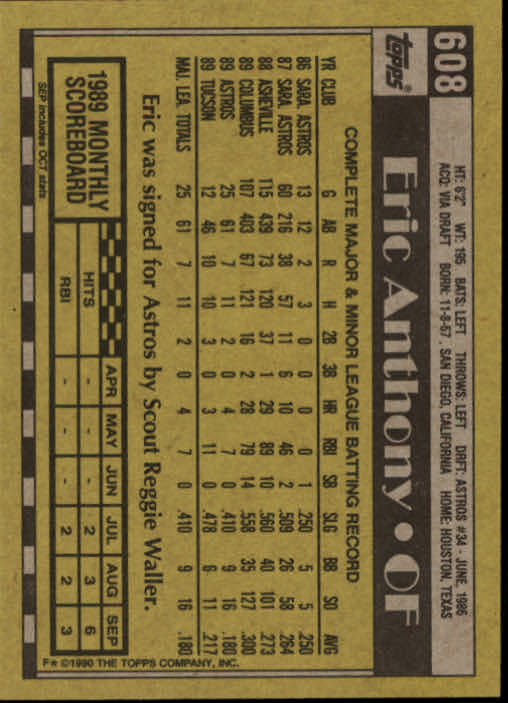 608
topps®
HT: 6'2" WT: 195 BATS: LEFT THROWS: LEFT DRFT: ASTROS #34 - JUNE, 1986
ACQ: VIA DRAFT BORN: 11-8-67, SAN DIEGO, CALIFORNIA HOME: HOUSTON, TEXAS
Eric Anthony • OF
COMPLETE MAJOR & MINOR LEAGUE BATTING RECORD
YR CLUB G AB R H 2B 3B HR RBI SB SLG BB SO AVG
86 SARA. ASTROS 13 12 2 3 0 0 0 0 1 .250 5 5 .250
87 SARA. ASTROS 60 216 38 57 11 6 10 46 2 .509 26 58 .264
88 ASHEVILLE 115 439 73 120 37 1 29 89 10 .560 40 101 .273
89 COLUMBUS 107 403 67 121 16 2 28 79 14 .558 35 127 .300
89 ASTROS 25 61 7 11 2 0 4 7 0 .410 9 16 .180
89 TUCSON 12 46 10 10 3 0 3 11 0 .478 6 11 .217
MAJ. LEA. TOTALS 25 61 7 11 2 0 4 7 0 .410 9 16 .180
Eric was signed for Astros by Scout Reggie Waller.
1989 MONTHLY
SCOREBOARD
APR MAY JUN JUL AUG SEP
HITS - - - 2 3 6
RBI - - - 2 2 3
SEP includes OCT stats
F* ©1990 THE TOPPS COMPANY, INC.